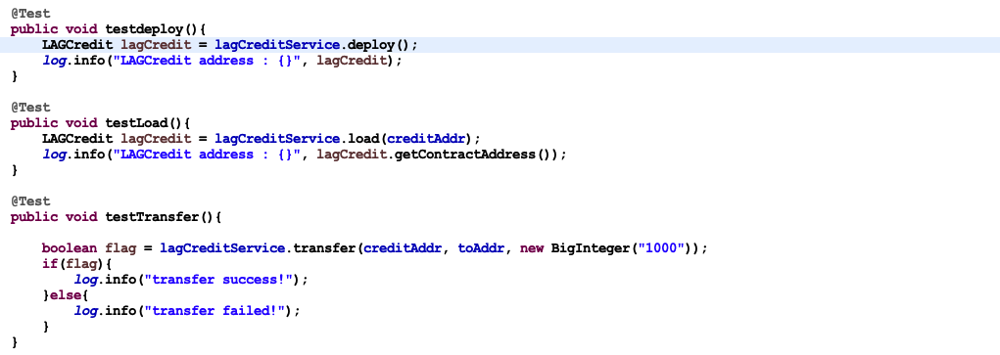 @Test
public void testdeploy(){
    LAGCredit lagCredit = lagCreditService.deploy();
    log.info("LAGCredit address : {}", lagCredit);
}

@Test
public void testLoad(){
    LAGCredit lagCredit = lagCreditService.load(creditAddr);
    log.info("LAGCredit address : {}", lagCredit.getContractAddress());
}

@Test
public void testTransfer(){

    boolean flag = lagCreditService.transfer(creditAddr, toAddr, new BigInteger("1000"));
    if(flag){
        log.info("transfer success!");
    }else{
        log.info("transfer failed!");
    }
}